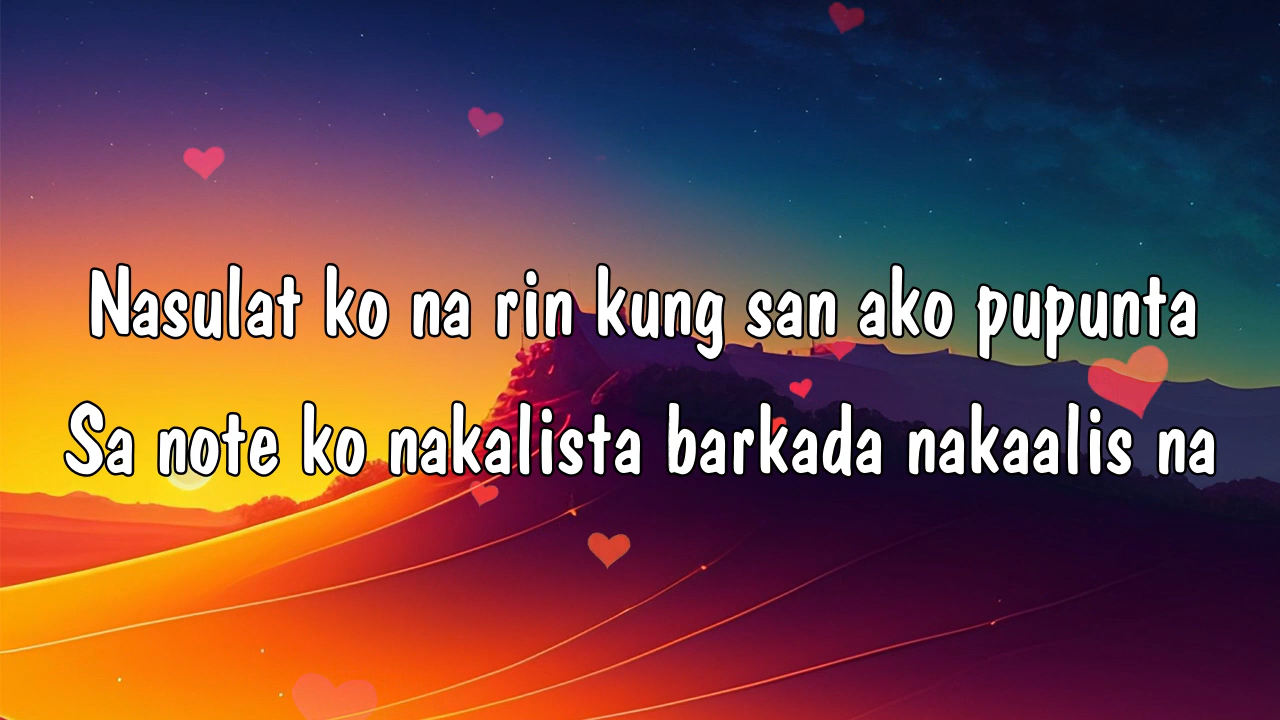 Nasulat ko na rin kung san ako pupunta
Sa note ko nakalista barkada nakaalis na